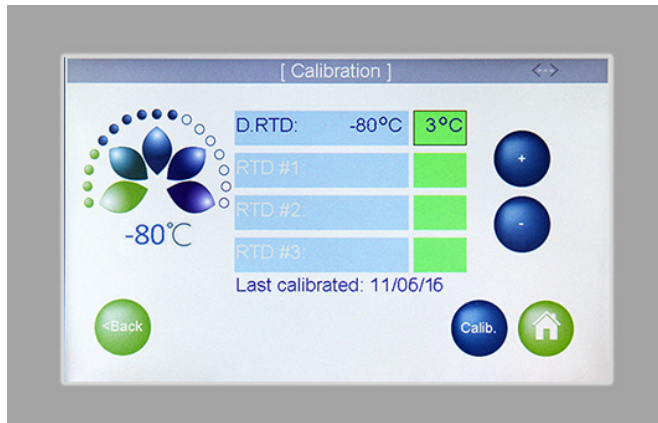 [ Calibration ] <-->
D.RTD: -80°C 3°C
+
RTD #1:
RTD #2:
-
-80°C
RTD #3:
Last calibrated: 11/06/16
<Back
Calib.